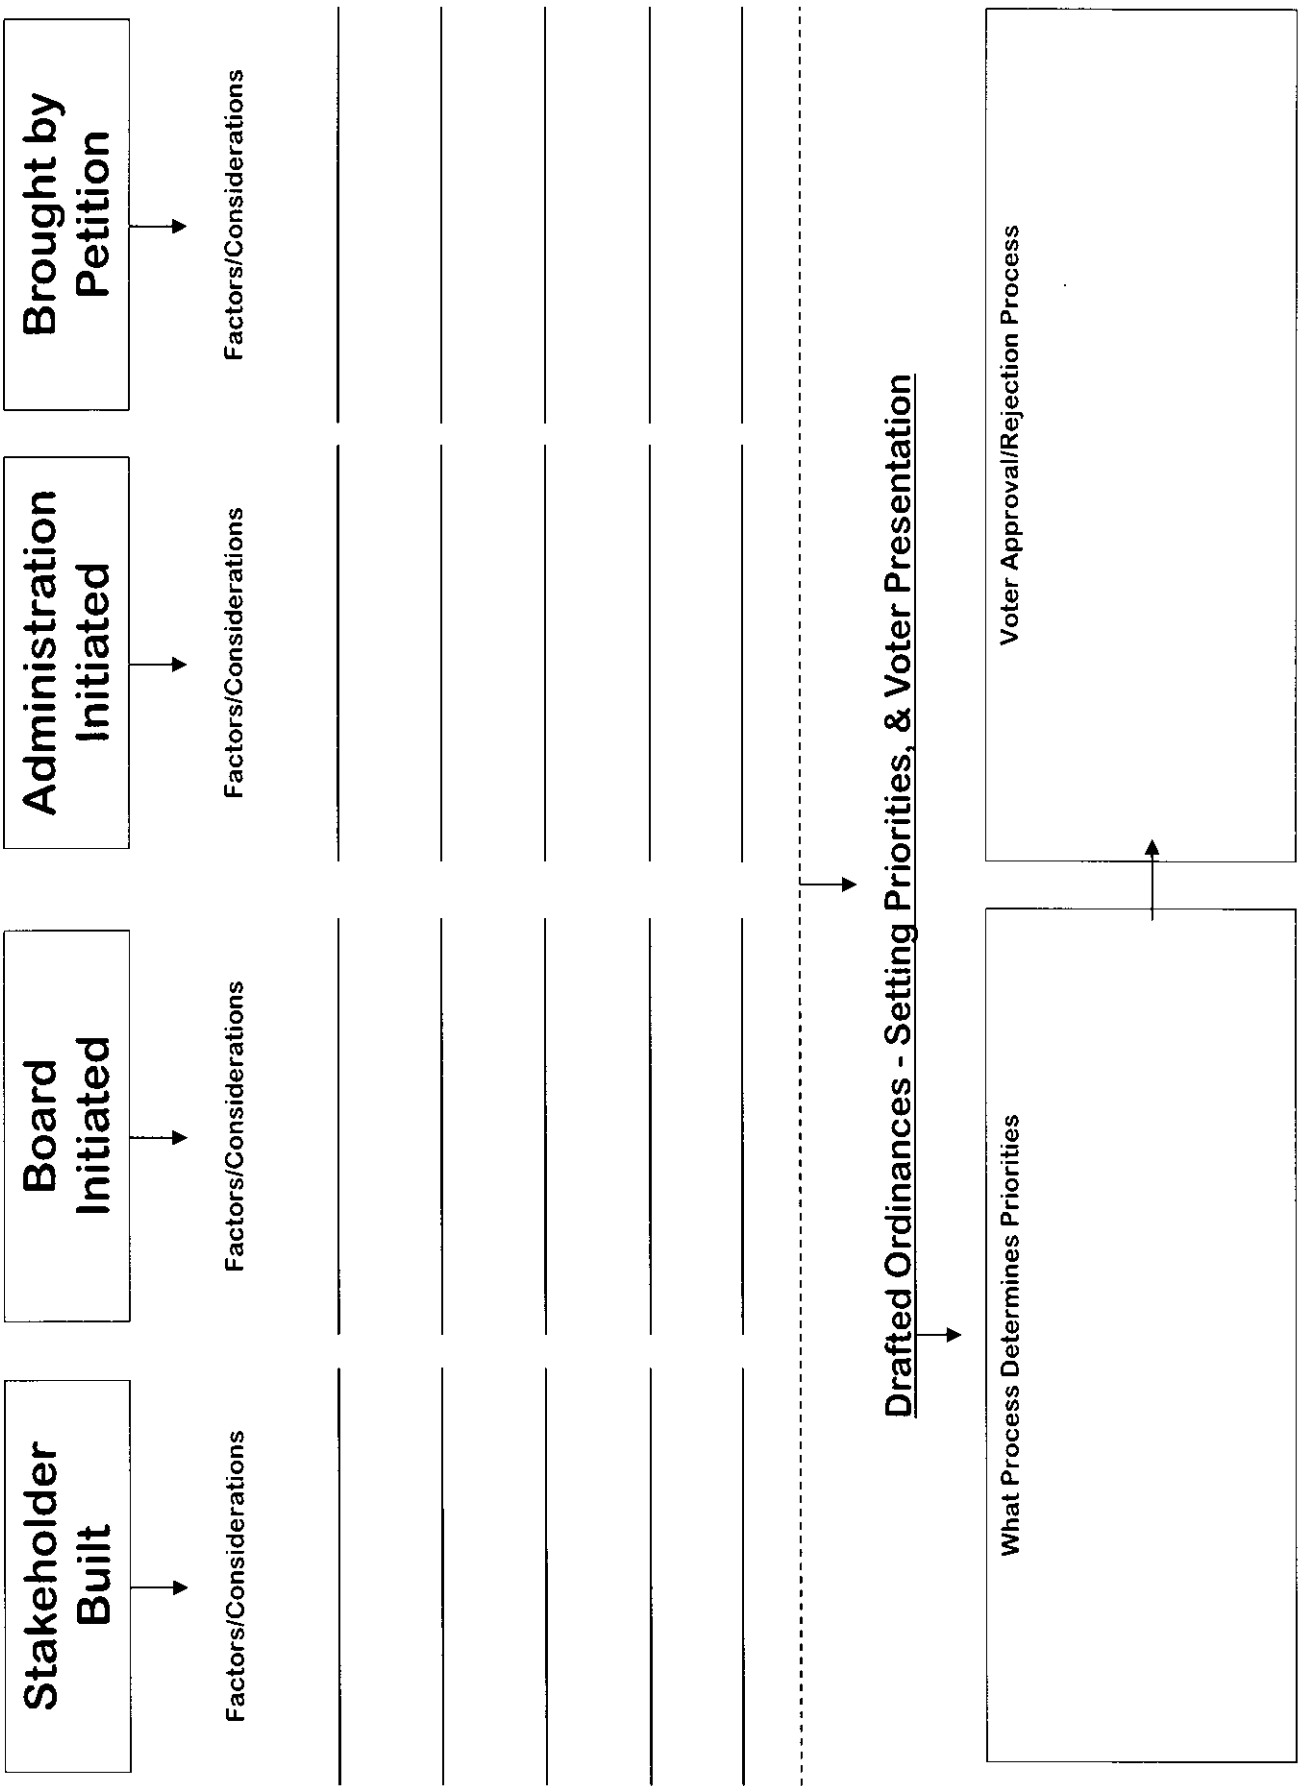 Stakeholder
Built
Board
Initiated
Administration
Initiated
Brought by
Petition
Factors/Considerations
Factors/Considerations
Factors/Considerations
Factors/Considerations
Drafted Ordinances - Setting Priorities, & Voter Presentation
What Process Determines Priorities
Voter Approval/Rejection Process